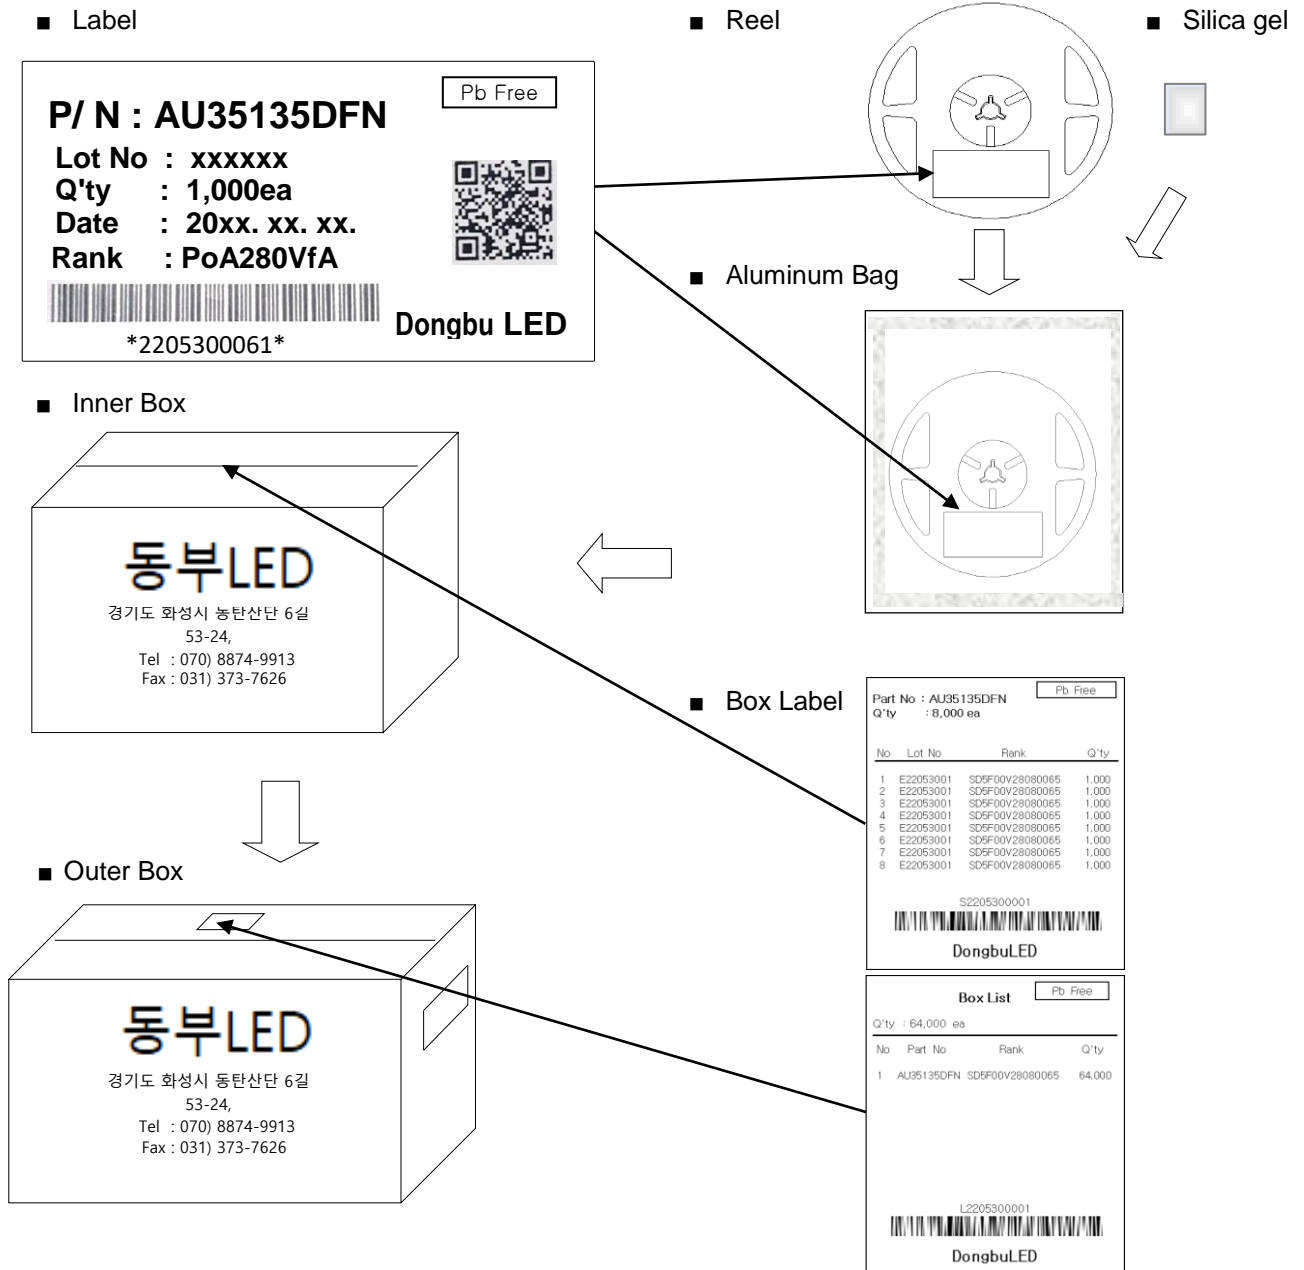 ■ Label
Pb Free
P/ N : AU35135DFN
Lot No : xxxxxx
Q'ty : 1,000ea
Date : 20xx. xx. xx.
Rank : PoA280VfA
*2205300061*
Dongbu LED
■ Reel
■ Silica gel
■ Aluminum Bag
■ Inner Box
동부LED
경기도 화성시 농탄산단 6길
53-24,
Tel : 070) 8874-9913
Fax : 031) 373-7626
■ Box Label
Pb Free
Part No : AU35135DFN
Q'ty : 8,000 ea
No Lot No Rank Q'ty
1 E22053001 SD5F00V28080065 1,000
2 E22053001 SD5F00V28080065 1,000
3 E22053001 SD5F00V28080065 1,000
4 E22053001 SD5F00V28080065 1,000
5 E22053001 SD5F00V28080065 1,000
6 E22053001 SD5F00V28080065 1,000
7 E22053001 SD5F00V28080065 1,000
8 E22053001 SD5F00V28080065 1,000
S2205300001
DongbuLED
■ Outer Box
동부LED
경기도 화성시 동탄산단 6길
53-24,
Tel : 070) 8874-9913
Fax : 031) 373-7626
Box List
Pb Free
Q'ty : 64,000 ea
No Part No Rank Q'ty
1 AU35135DFN SD5F00V28080065 64,000
L2205300001
DongbuLED